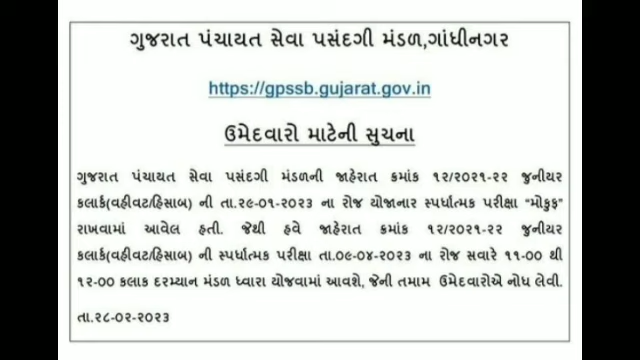 ગુજરાત પંચાયત સેવા પસંદગી મંડળ,ગાંધીનગર
https://gpssb.gujarat.gov.in
ઉમેદવારો માટેની સુચના
ગુજરાત પંચાયત સેવા પસંદગી મંડળની જાહેરાત ક્રમાંક ૧૨/૨૦૨૧-૨૨ જુનીયર
કલાર્ક(વહીવટ/હિસાબ) ની તા.૨૯-૦૧-૨૦૨૩ ના રોજ યોજાનાર સ્પર્ધાત્મક પરીક્ષા “મોકુફ”
રાખવામાં આવેલ હતી. જેથી હવે જાહેરાત ક્રમાંક ૧૨/૨૦૨૧-૨૨ જુનીયર
કલાર્ક(વહીવટ/હિસાબ) ની સ્પર્ધાત્મક પરીક્ષા તા.૦૯-૦૪-૨૦૨૩ ના રોજ સવારે ૧૧-૦૦ થી
૧૨-૦૦ કલાક દરમ્યાન મંડળ ધ્વારા યોજવામાં આવશે, જેની તમામ ઉમેદવારોએ નોધ લેવી.
તા.૨૮-૦૨-૨૦૨૩